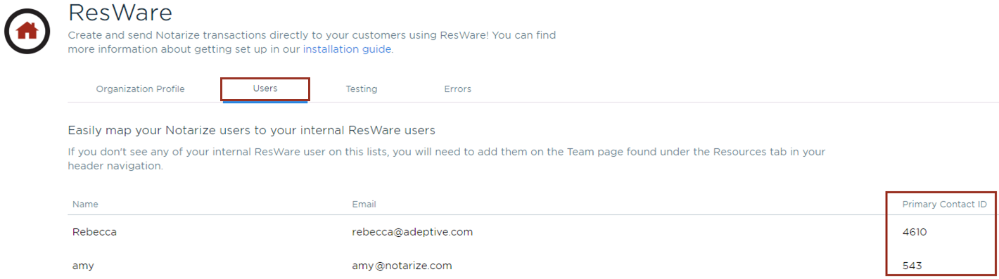 ResWare
Create and send Notarize transactions directly to your customers using ResWare! You can find
more information about getting set up in our installation guide.
Organization Profile Users Testing Errors
Easily map your Notarize users to your internal ResWare users
If you don't see any of your internal ResWare user on this lists, you will need to add them on the Team page found under the Resources tab in your
header navigation.
Name Email Primary Contact ID
Rebecca rebecca@adeptive.com 4610
amy amy@notarize.com 543